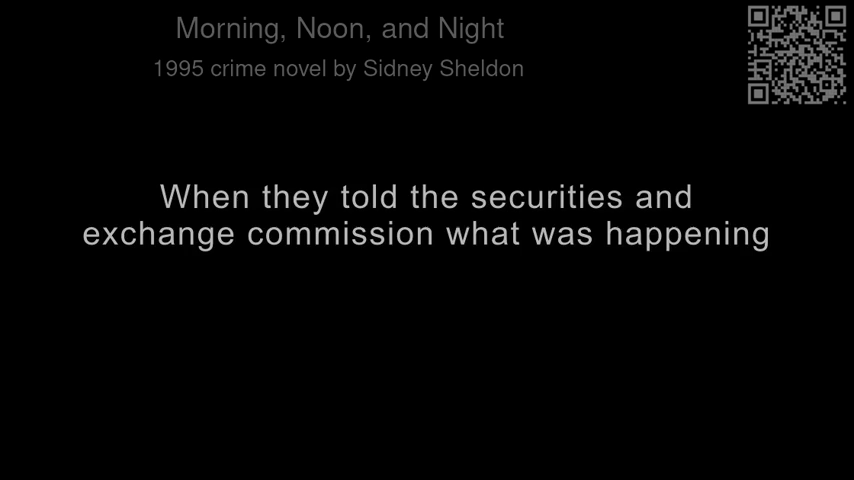 Morning, Noon, and Night
1995 crime novel by Sidney Sheldon
When they told the securities and
exchange commission what was happening